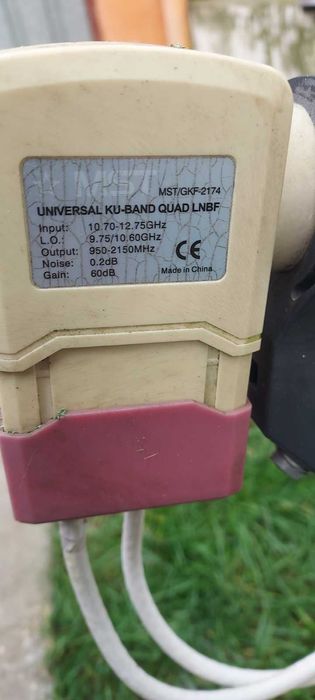 MST
MST/GKF-2174
UNIVERSAL KU-BAND QUAD LNBF
Input: 10.70-12.75GHz
L.O.: 9.75/10.60GHz
Output: 950-2150MHz
Noise: 0.2dB
Gain: 60dB
CE
Made in China